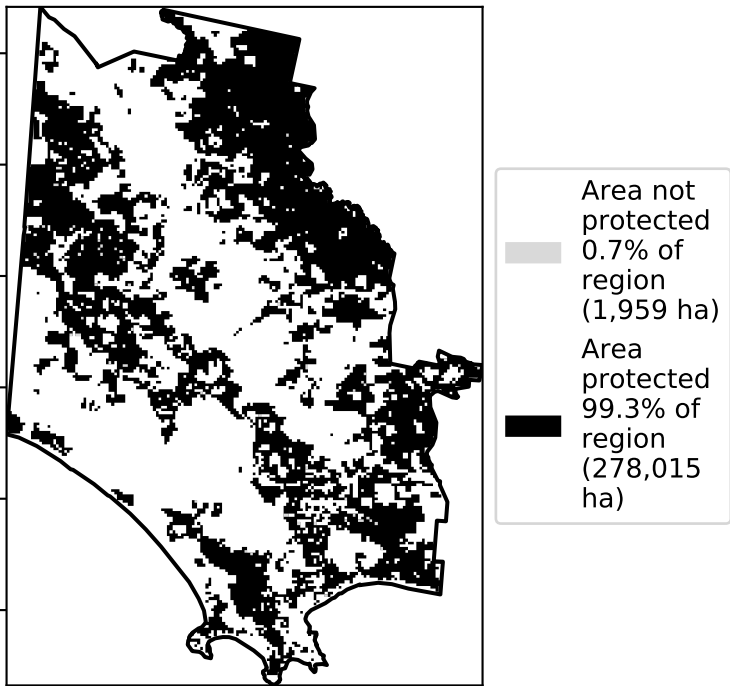 Area not
protected
0.7% of
region
(1,959 ha)
Area
protected
99.3% of
region
(278,015
ha)